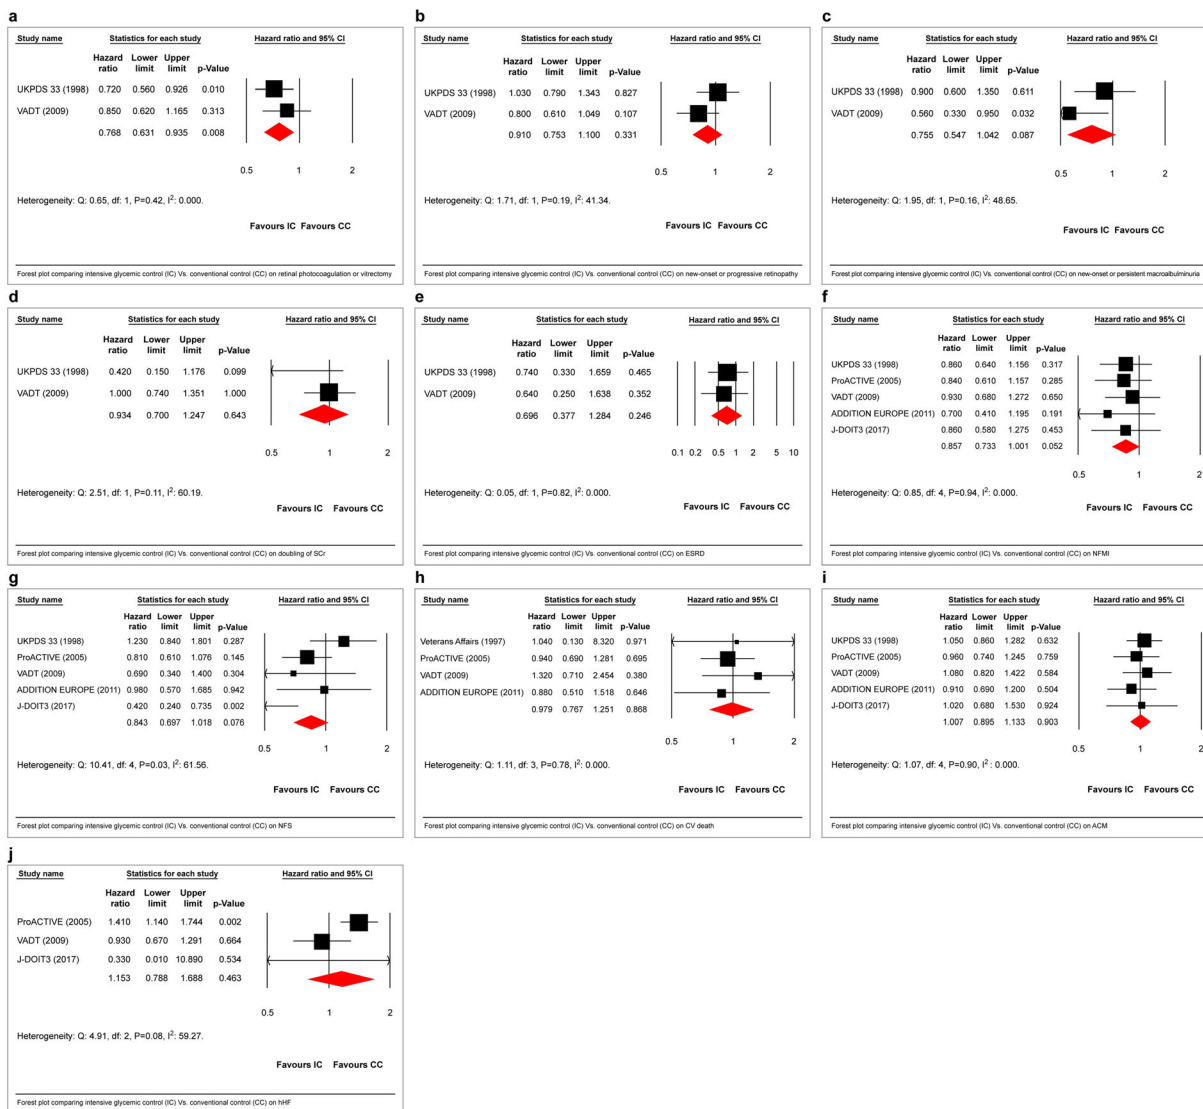 a
Study name Statistics for each study Hazard ratio and 95% CI
Hazard ratio Lower limit Upper limit p-Value
UKPDS 33 (1998) 0.720 0.560 0.926 0.010
VADT (2009) 0.850 0.620 1.165 0.313
0.768 0.631 0.935 0.008
0.5 1 2
Heterogeneity: Q: 0.65, df: 1, P=0.42, I²: 0.000.
Favours IC Favours CC
Forest plot comparing intensive glycemic control (IC) Vs. conventional control (CC) on retinal photocoagulation or vitrectomy
b
Study name Statistics for each study Hazard ratio and 95% CI
Hazard ratio Lower limit Upper limit p-Value
UKPDS 33 (1998) 1.030 0.790 1.343 0.827
VADT (2009) 0.800 0.610 1.049 0.107
0.910 0.753 1.100 0.331
0.5 1 2
Heterogeneity: Q: 1.71, df: 1, P=0.19, I²: 41.34.
Favours IC Favours CC
Forest plot comparing intensive glycemic control (IC) Vs. conventional control (CC) on new-onset or progressive retinopathy
c
Study name Statistics for each study Hazard ratio and 95% CI
Hazard ratio Lower limit Upper limit p-Value
UKPDS 33 (1998) 0.900 0.600 1.350 0.611
VADT (2009) 0.560 0.330 0.950 0.032
0.755 0.547 1.042 0.087
0.5 1 2
Heterogeneity: Q: 1.95, df: 1, P=0.16, I²: 48.65.
Favours IC Favours CC
Forest plot comparing intensive glycemic control (IC) Vs. conventional control (CC) on new-onset or persistent macroalbulminuria
d
Study name Statistics for each study Hazard ratio and 95% CI
Hazard ratio Lower limit Upper limit p-Value
UKPDS 33 (1998) 0.420 0.150 1.176 0.099
VADT (2009) 1.000 0.740 1.351 1.000
0.934 0.700 1.247 0.643
0.5 1 2
Heterogeneity: Q: 2.51, df: 1, P=0.11, I²: 60.19.
Favours IC Favours CC
Forest plot comparing intensive glycemic control (IC) Vs. conventional control (CC) on doubling of SCr
e
Study name Statistics for each study Hazard ratio and 95% CI
Hazard ratio Lower limit Upper limit p-Value
UKPDS 33 (1998) 0.740 0.330 1.659 0.465
VADT (2009) 0.640 0.250 1.638 0.352
0.696 0.377 1.284 0.246
0.1 0.2 0.5 1 2 5 10
Heterogeneity: Q: 0.05, df: 1, P=0.82, I²: 0.000.
Favours IC Favours CC
Forest plot comparing intensive glycemic control (IC) Vs. conventional control (CC) on ESRD
f
Study name Statistics for each study Hazard ratio and 95% CI
Hazard ratio Lower limit Upper limit p-Value
UKPDS 33 (1998) 0.860 0.640 1.156 0.317
ProACTIVE (2005) 0.840 0.610 1.157 0.285
VADT (2009) 0.930 0.680 1.272 0.650
ADDITION EUROPE (2011) 0.700 0.410 1.195 0.191
J-DOIT3 (2017) 0.860 0.580 1.275 0.453
0.857 0.733 1.001 0.052
0.5 1 2
Heterogeneity: Q: 0.85, df: 4, P=0.94, I²: 0.000.
Favours IC Favours CC
Forest plot comparing intensive glycemic control (IC) Vs. conventional control (CC) on NFMI
g
Study name Statistics for each study Hazard ratio and 95% CI
Hazard ratio Lower limit Upper limit p-Value
UKPDS 33 (1998) 1.230 0.840 1.801 0.287
ProACTIVE (2005) 0.810 0.610 1.076 0.145
VADT (2009) 0.690 0.340 1.400 0.304
ADDITION EUROPE (2011) 0.980 0.570 1.685 0.942
J-DOIT3 (2017) 0.420 0.240 0.735 0.002
0.843 0.697 1.018 0.076
0.5 1 2
Heterogeneity: Q: 10.41, df: 4, P=0.03, I²: 61.56.
Favours IC Favours CC
Forest plot comparing intensive glycemic control (IC) Vs. conventional control (CC) on NFS
h
Study name Statistics for each study Hazard ratio and 95% CI
Hazard ratio Lower limit Upper limit p-Value
Veterans Affairs (1997) 1.040 0.130 8.320 0.971
ProACTIVE (2005) 0.940 0.690 1.281 0.695
VADT (2009) 1.320 0.710 2.454 0.380
ADDITION EUROPE (2011) 0.880 0.510 1.518 0.646
0.979 0.767 1.251 0.868
0.5 1 2
Heterogeneity: Q: 1.11, df: 3, P=0.78, I²: 0.000.
Favours IC Favours CC
Forest plot comparing intensive glycemic control (IC) Vs. conventional control (CC) on CV death
i
Study name Statistics for each study Hazard ratio and 95% CI
Hazard ratio Lower limit Upper limit p-Value
UKPDS 33 (1998) 1.050 0.860 1.282 0.632
ProACTIVE (2005) 0.960 0.740 1.245 0.759
VADT (2009) 1.080 0.820 1.422 0.584
ADDITION EUROPE (2011) 0.910 0.690 1.200 0.504
J-DOIT3 (2017) 1.020 0.680 1.530 0.924
1.007 0.895 1.133 0.903
0.5 1 2
Heterogeneity: Q: 1.07, df: 4, P=0.90, I² : 0.000.
Favours IC Favours CC
Forest plot comparing intensive glycemic control (IC) Vs. conventional control (CC) on ACM
j
Study name Statistics for each study Hazard ratio and 95% CI
Hazard ratio Lower limit Upper limit p-Value
ProACTIVE (2005) 1.410 1.140 1.744 0.002
VADT (2009) 0.930 0.670 1.291 0.664
J-DOIT3 (2017) 0.330 0.010 10.890 0.534
1.153 0.788 1.688 0.463
0.5 1 2
Heterogeneity: Q: 4.91, df: 2, P=0.08, I²: 59.27.
Favours IC Favours CC
Forest plot comparing intensive glycemic control (IC) Vs. conventional control (CC) on hHF